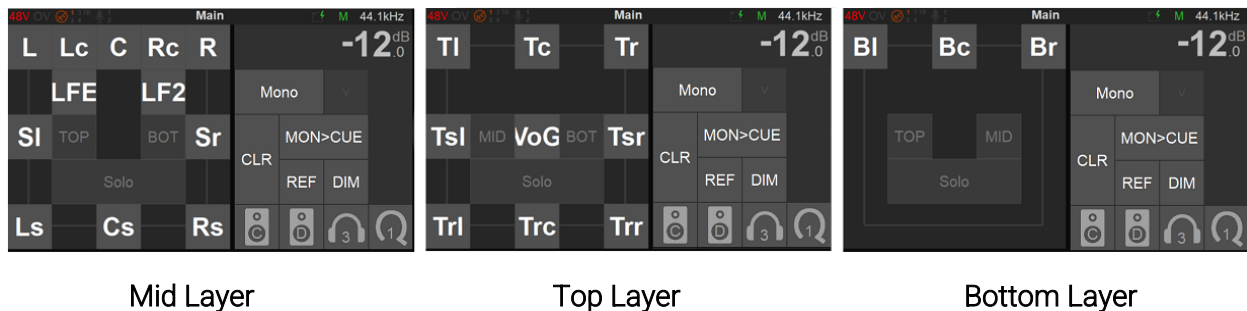 48V OV Main M 44.1kHz
L Lc C Rc R -12 dB .0
LFE LF2 Mono V
Sl TOP BOT Sr CLR MON>CUE
Solo REF DIM
Ls Cs Rs C D 3 1
Mid Layer
48V OV Main M 44.1kHz
Tl Tc Tr -12 dB .0
Mono V
Tsl MID VoG BOT Tsr CLR MON>CUE
Solo REF DIM
Trl Trc Trr C D 3 1
Top Layer
48V OV Main M 44.1kHz
Bl Bc Br -12 dB .0
Mono V
TOP MID CLR MON>CUE
Solo REF DIM
C D 3 1
Bottom Layer